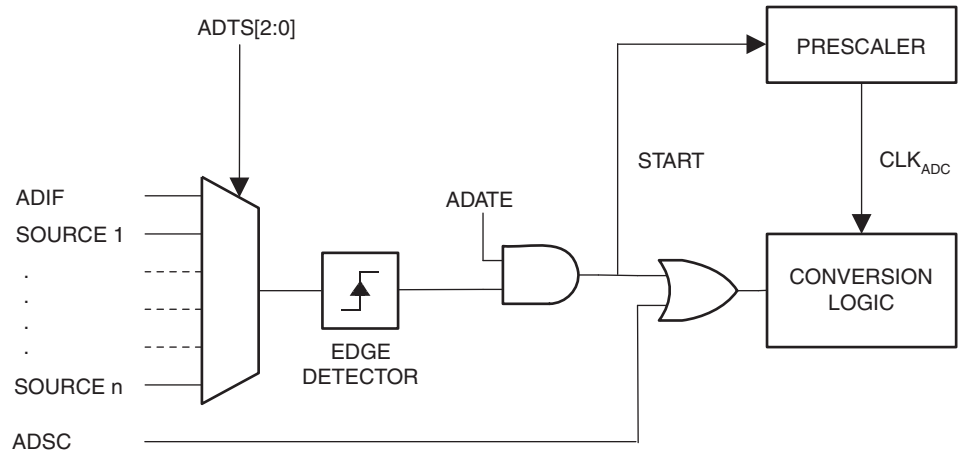 ADTS[2:0]
PRESCALER
START
CLKADC
ADIF
SOURCE 1
.
.
.
.
SOURCE n
ADSC
ADATE
EDGE
DETECTOR
CONVERSION
LOGIC